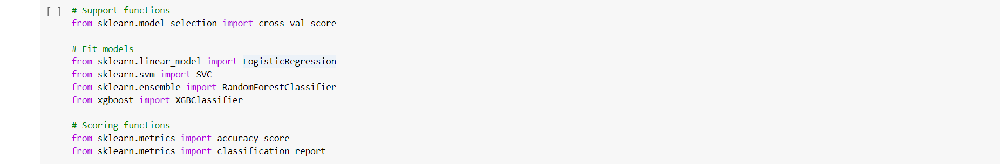 [ ] # Support functions
from sklearn.model_selection import cross_val_score
# Fit models
from sklearn.linear_model import LogisticRegression
from sklearn.svm import SVC
from sklearn.ensemble import RandomForestClassifier
from xgboost import XGBClassifier
# Scoring functions
from sklearn.metrics import accuracy_score
from sklearn.metrics import classification_report